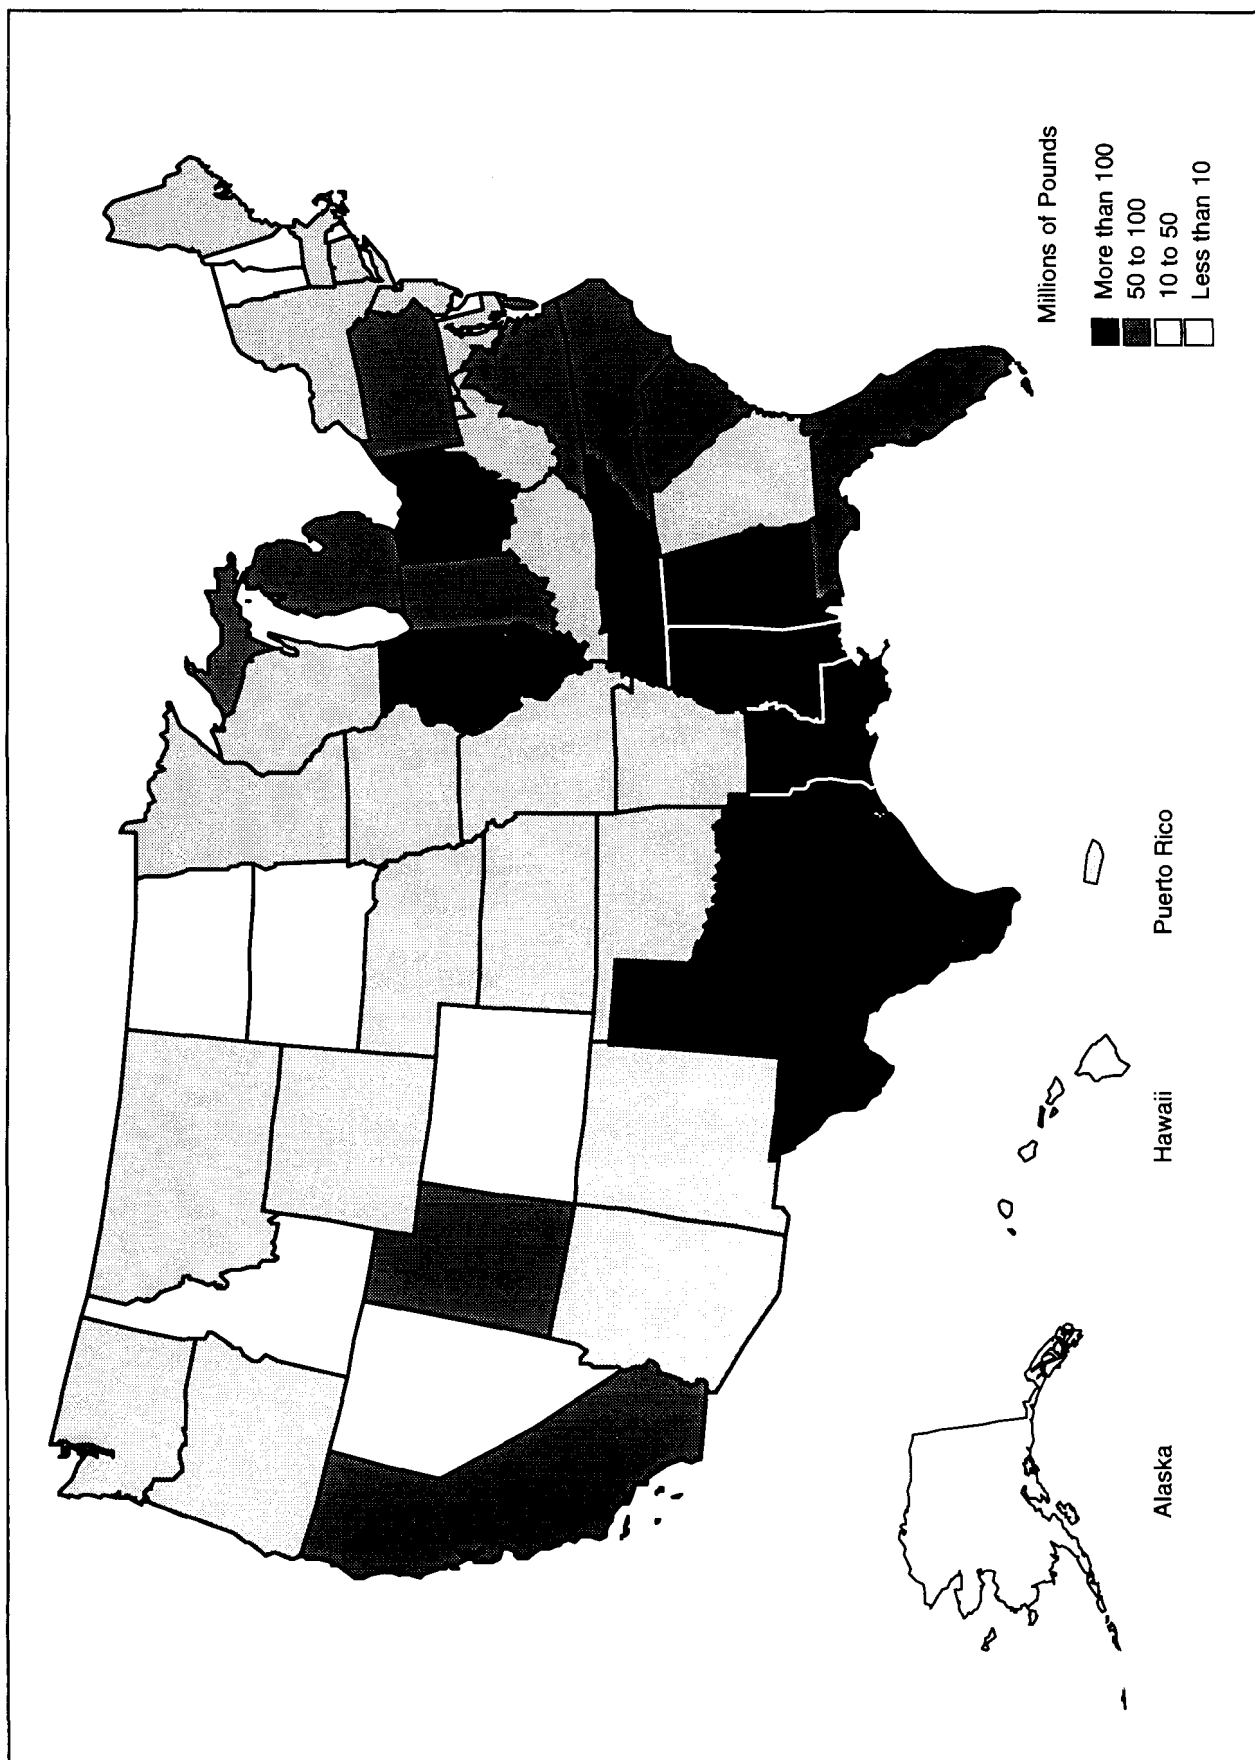 Millions of Pounds
More than 100
50 to 100
10 to 50
Less than 10
Alaska
Hawaii
Puerto Rico